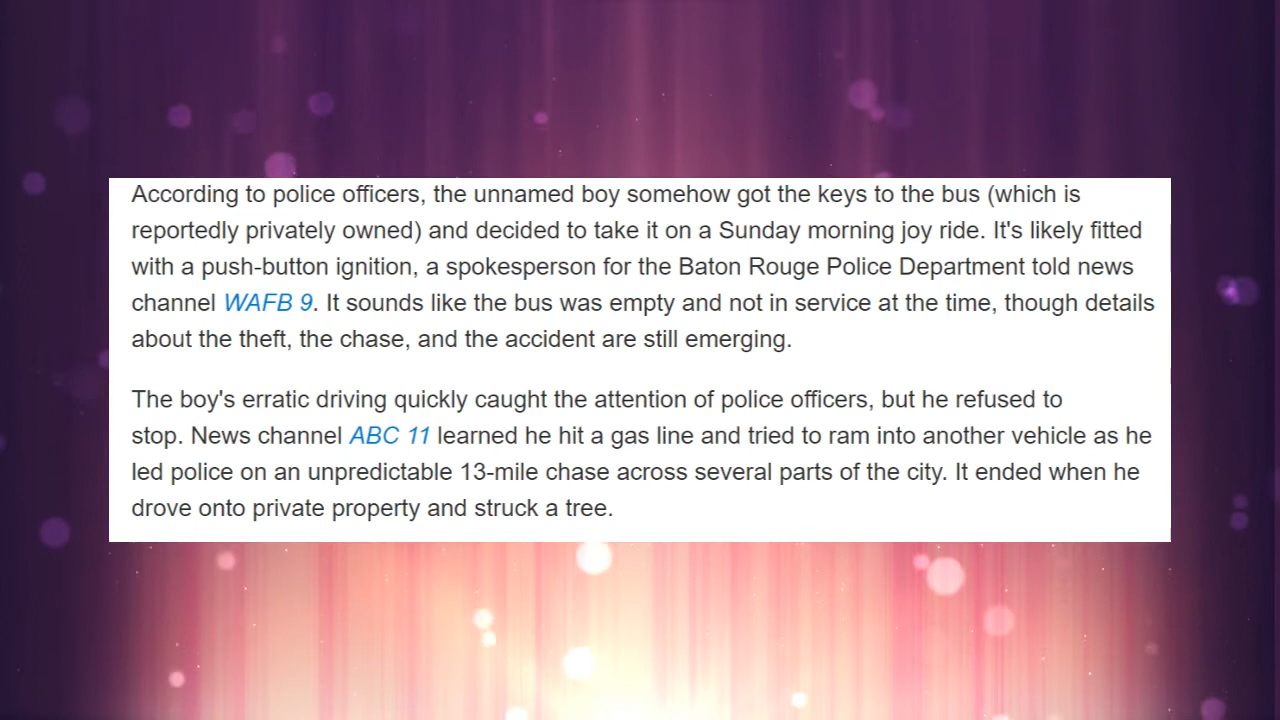 According to police officers, the unnamed boy somehow got the keys to the bus (which is
reportedly privately owned) and decided to take it on a Sunday morning joy ride. It's likely fitted
with a push-button ignition, a spokesperson for the Baton Rouge Police Department told news
channel WAFB 9. It sounds like the bus was empty and not in service at the time, though details
about the theft, the chase, and the accident are still emerging.
The boy's erratic driving quickly caught the attention of police officers, but he refused to
stop. News channel ABC 11 learned he hit a gas line and tried to ram into another vehicle as he
led police on an unpredictable 13-mile chase across several parts of the city. It ended when he
drove onto private property and struck a tree.